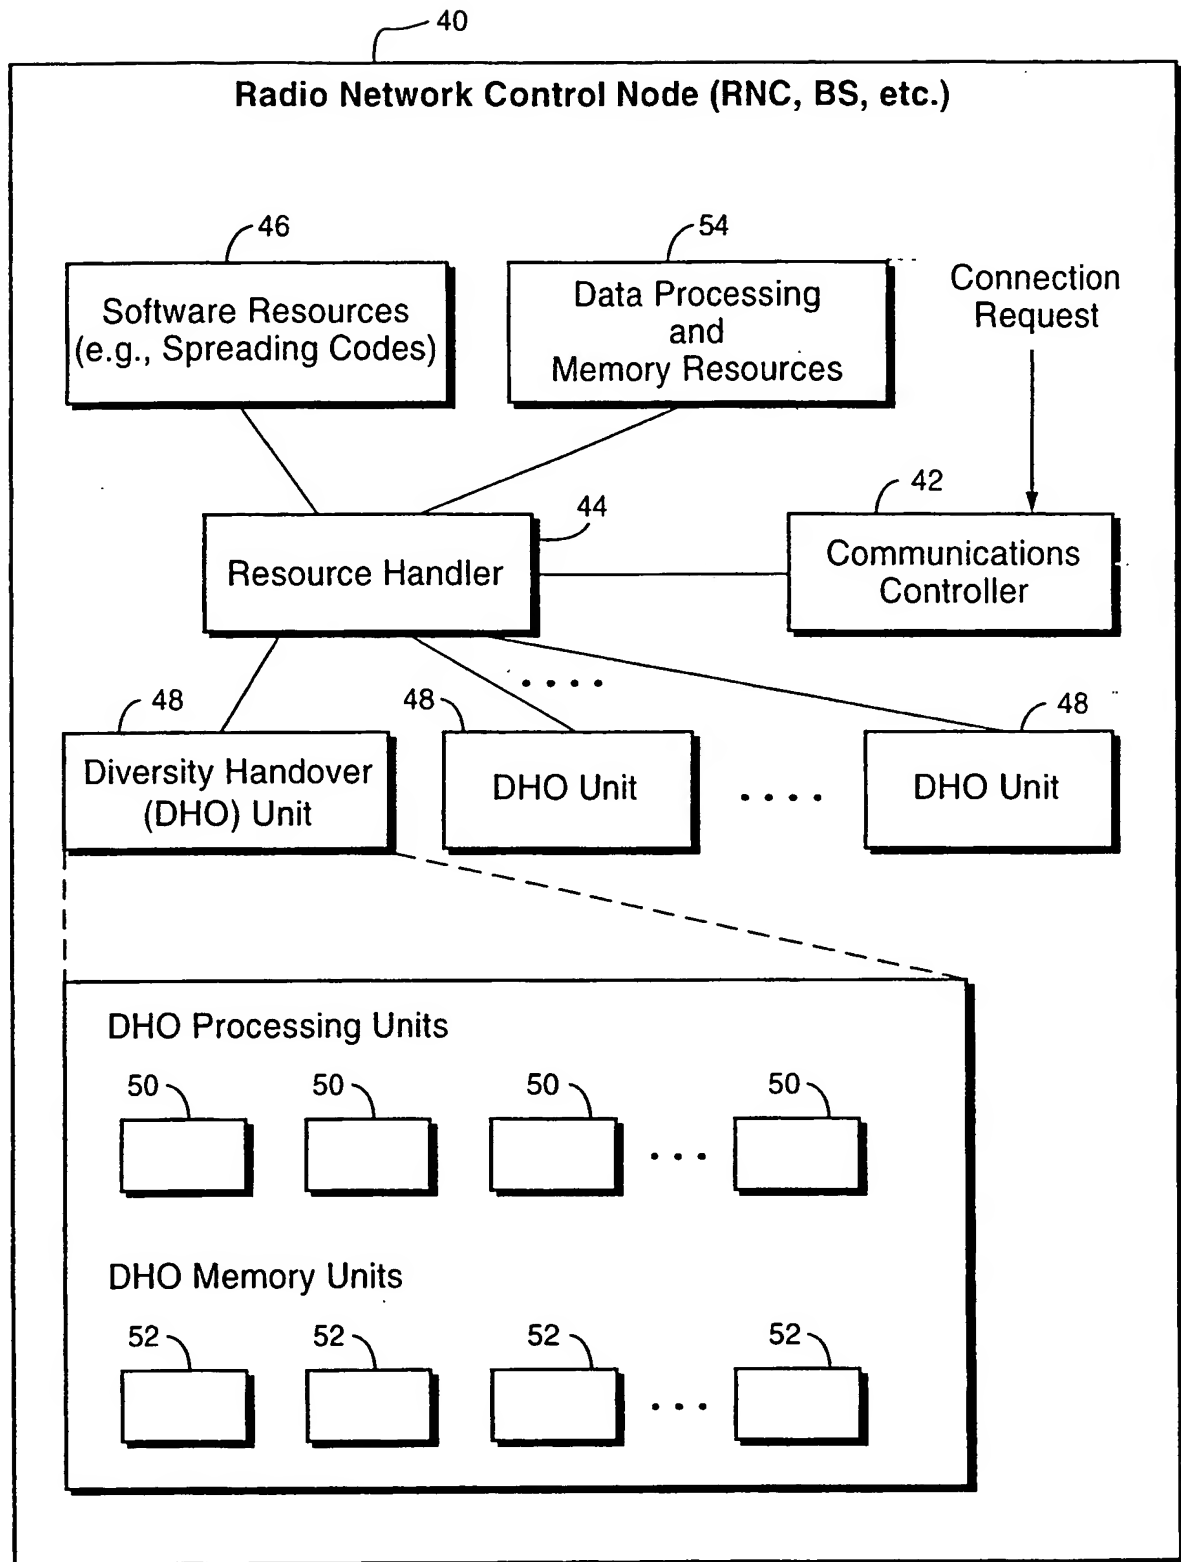 40
Radio Network Control Node (RNC, BS, etc.)
46
54
Software Resources
(e.g., Spreading Codes)
Data Processing
and
Memory Resources
Connection
Request
44
42
Resource Handler
Communications
Controller
....
48
48
48
Diversity Handover
(DHO) Unit
DHO Unit
....
DHO Unit
DHO Processing Units
50
50
50
50
...
DHO Memory Units
52
52
52
52
...